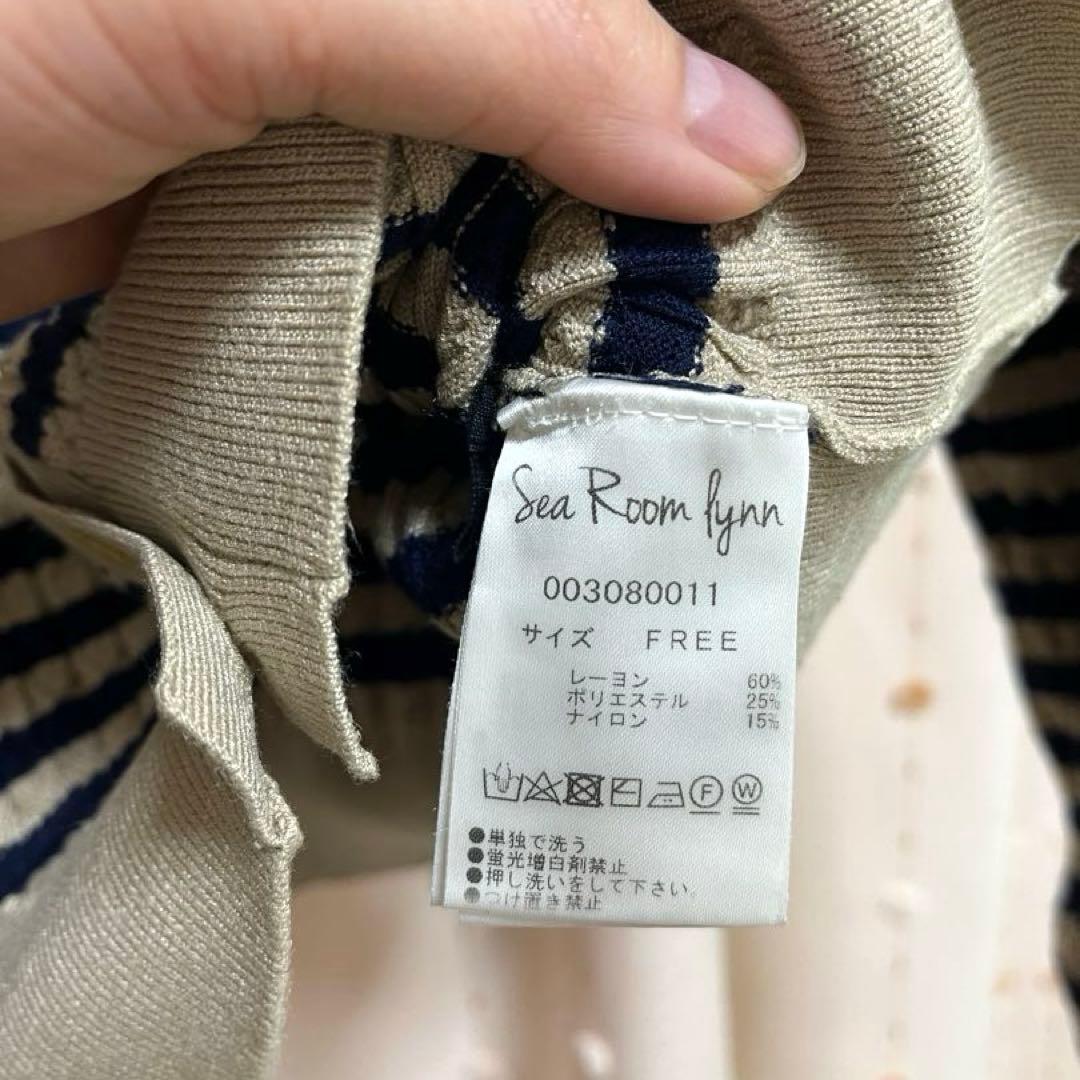 Sea Room lynn
003080011
サイズ FREE
レーヨン 60%
ポリエステル 25%
ナイロン 15%
F W
●単独で洗う
●蛍光増白剤禁止
●押し洗いをして下さい。
●つけ置き禁止